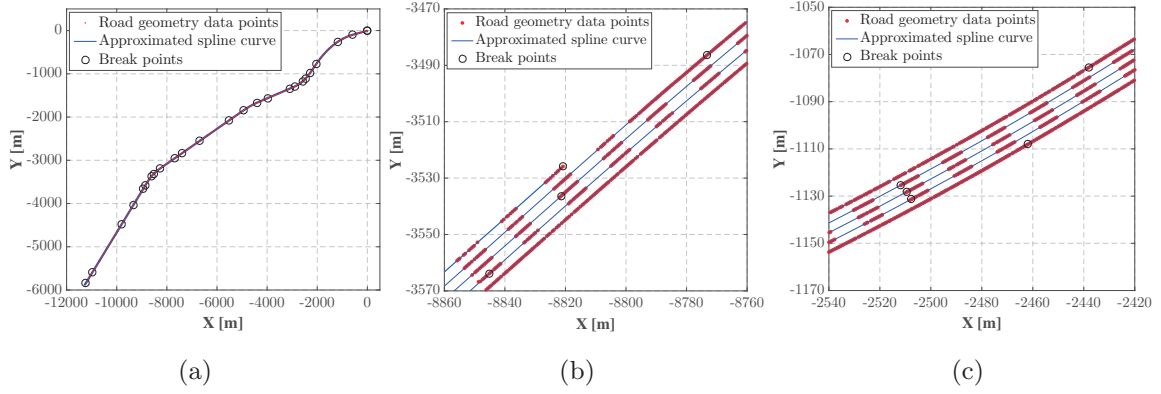 0
-1000
-2000
-3000
-4000
-5000
-6000
-12000 -10000 -8000 -6000 -4000 -2000 0
Y [m]
X [m]
Road geometry data points
Approximated spline curve
Break points
(a)
-3470
-3490
-3510
-3530
-3550
-3570
-8860 -8840 -8820 -8800 -8780 -8760
Y [m]
X [m]
Road geometry data points
Approximated spline curve
Break points
(b)
-1050
-1070
-1090
-1110
-1130
-1150
-1170
-2540 -2520 -2500 -2480 -2460 -2440 -2420
Y [m]
X [m]
Road geometry data points
Approximated spline curve
Break points
(c)